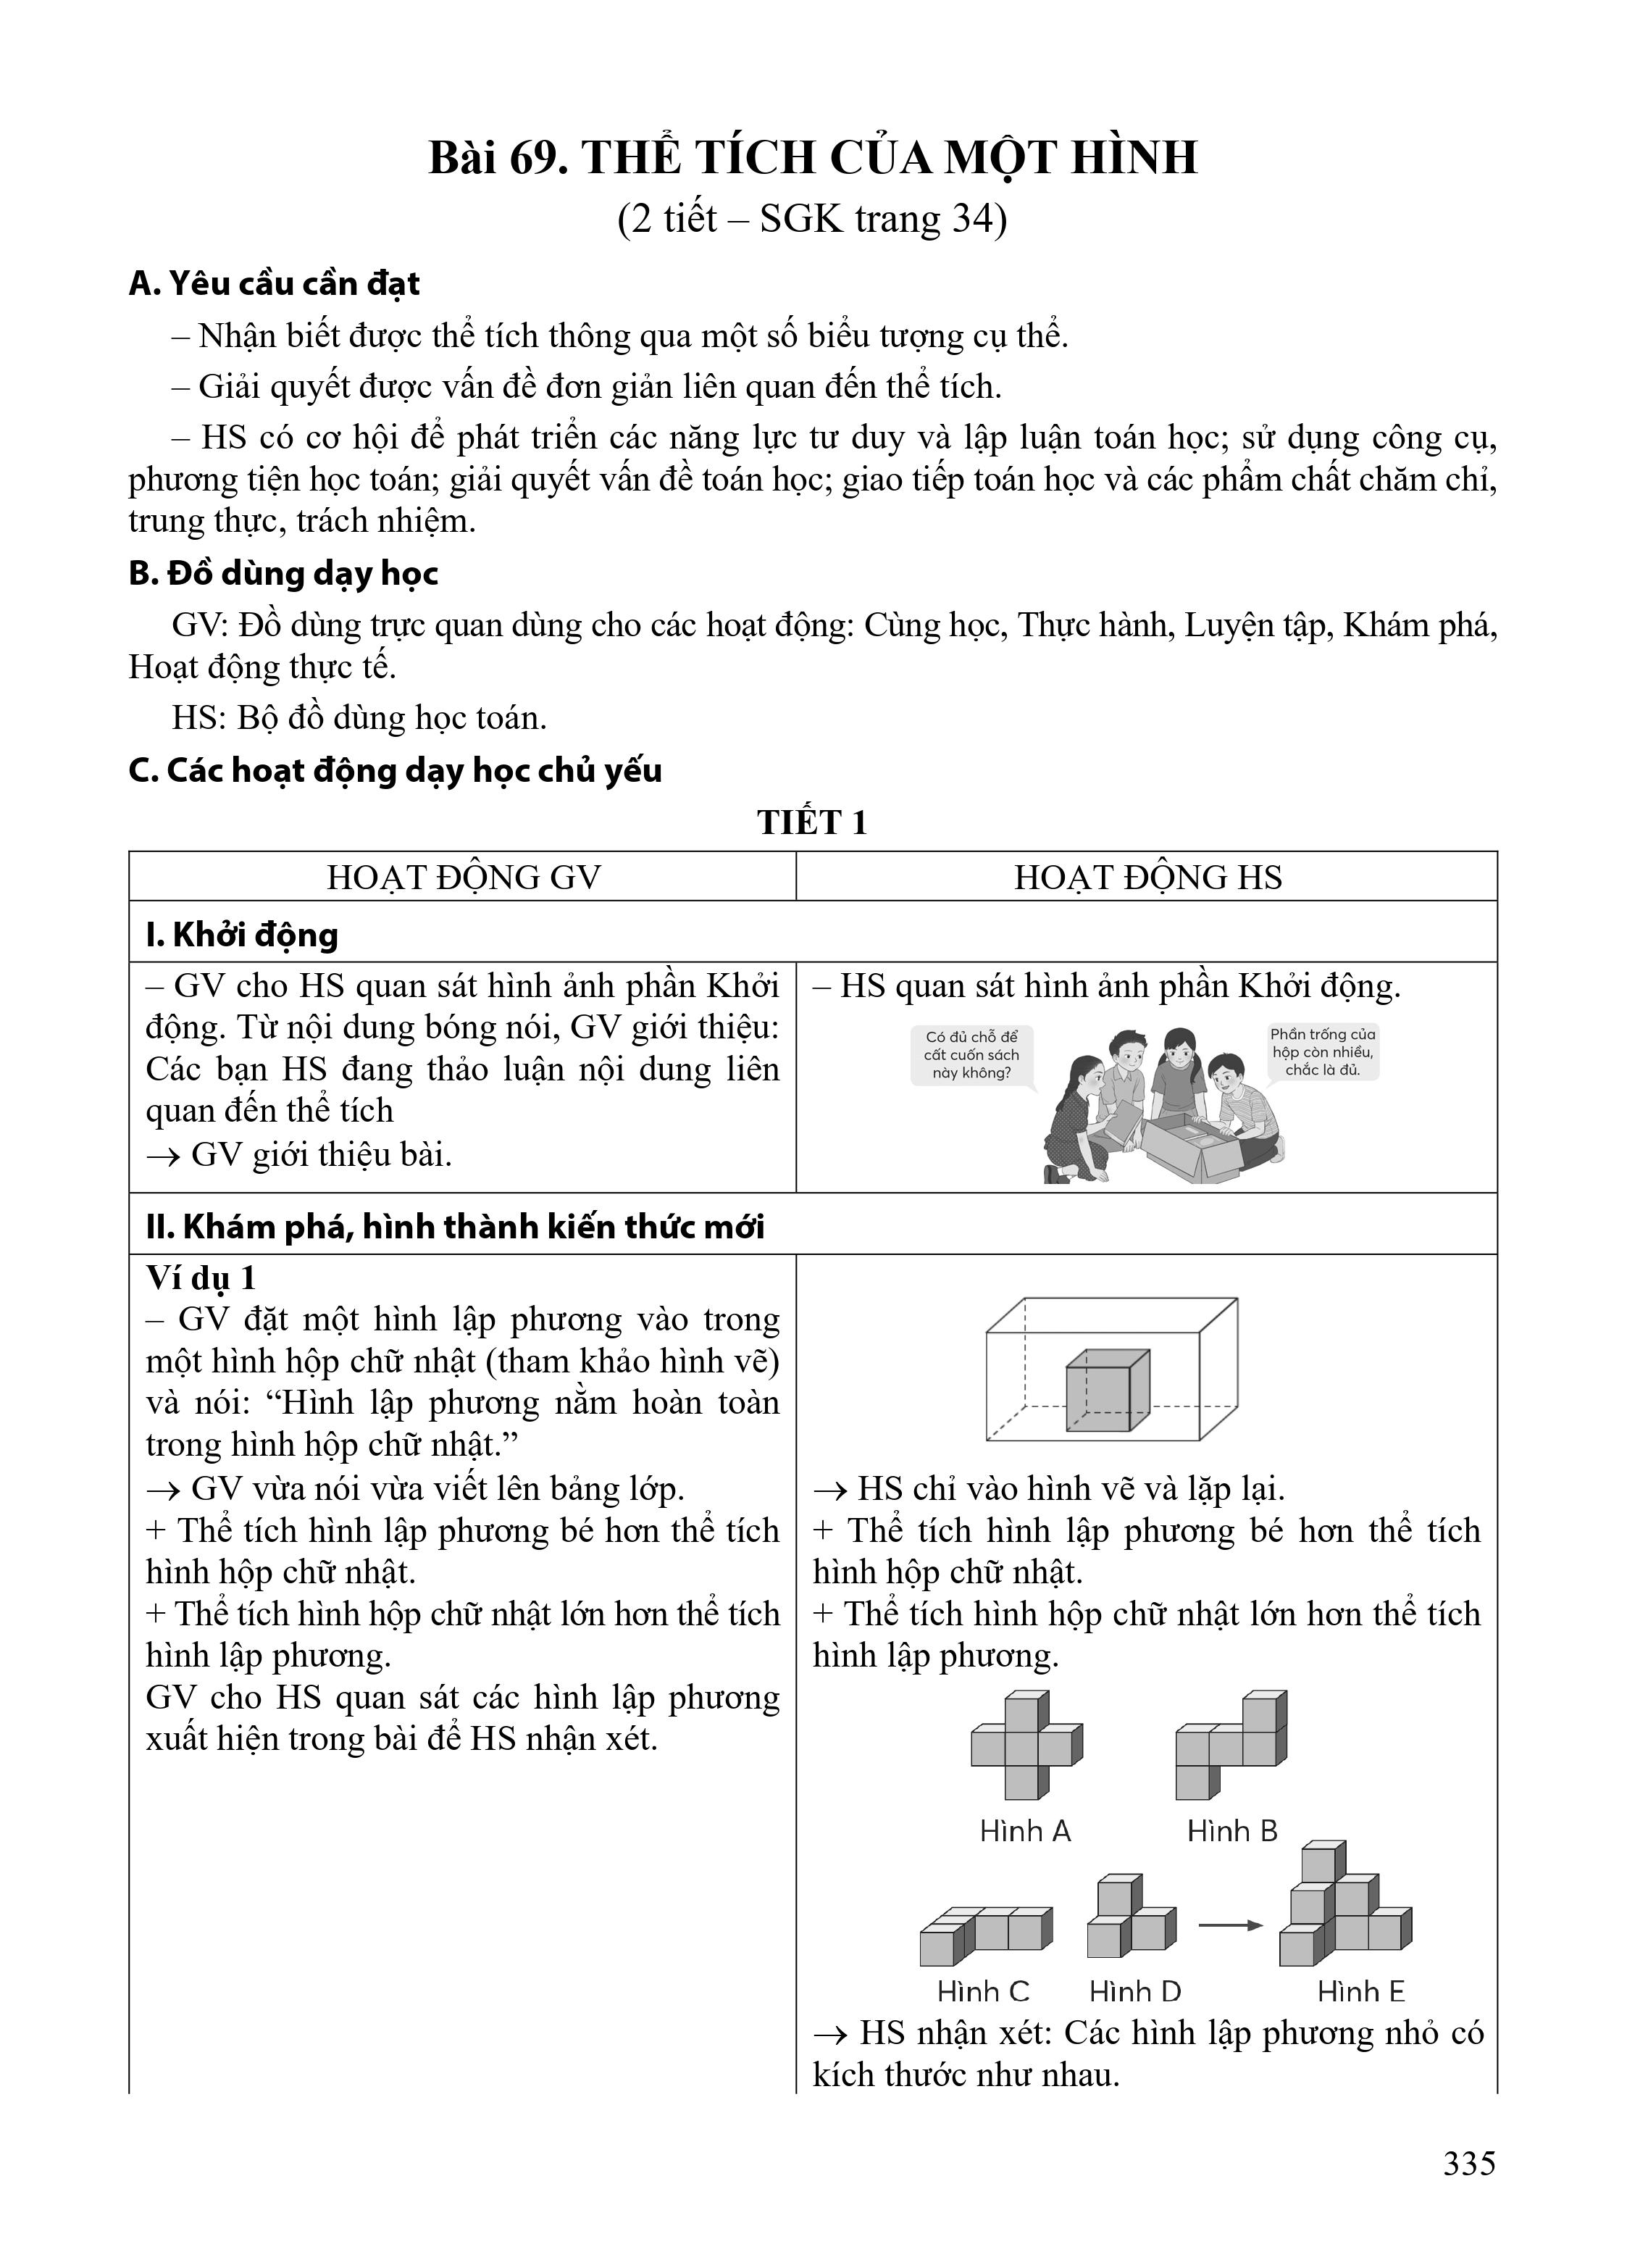 Bài 69. THỂ TÍCH CỦA MỘT HÌNH
(2 tiết – SGK trang 34)
A. Yêu cầu cần đạt
– Nhận biết được thể tích thông qua một số biểu tượng cụ thể.
– Giải quyết được vấn đề đơn giản liên quan đến thể tích.
– HS có cơ hội để phát triển các năng lực tư duy và lập luận toán học; sử dụng công cụ,
phương tiện học toán; giải quyết vấn đề toán học; giao tiếp toán học và các phẩm chất chăm chỉ,
trung thực, trách nhiệm.
B. Đồ dùng dạy học
GV: Đồ dùng trực quan dùng cho các hoạt động: Cùng học, Thực hành, Luyện tập, Khám phá,
Hoạt động thực tế.
HS: Bộ đồ dùng học toán.
C. Các hoạt động dạy học chủ yếu
TIẾT 1
HOẠT ĐỘNG GV
HOẠT ĐỘNG HS
I. Khởi động
– GV cho HS quan sát hình ảnh phần Khởi
động. Từ nội dung bóng nói, GV giới thiệu:
Các bạn HS đang thảo luận nội dung liên
quan đến thể tích
→ GV giới thiệu bài.
– HS quan sát hình ảnh phần Khởi động.
Có đủ chỗ để
cất cuốn sách
này không?
Phần trống của
hộp còn nhiều,
chắc là đủ.
II. Khám phá, hình thành kiến thức mới
Ví dụ 1
– GV đặt một hình lập phương vào trong
một hình hộp chữ nhật (tham khảo hình vẽ)
và nói: “Hình lập phương nằm hoàn toàn
trong hình hộp chữ nhật.”
→ GV vừa nói vừa viết lên bảng lớp.
+ Thể tích hình lập phương bé hơn thể tích
hình hộp chữ nhật.
+ Thể tích hình hộp chữ nhật lớn hơn thể tích
hình lập phương.
GV cho HS quan sát các hình lập phương
xuất hiện trong bài để HS nhận xét.
→ HS chỉ vào hình vẽ và lặp lại.
+ Thể tích hình lập phương bé hơn thể tích
hình hộp chữ nhật.
+ Thể tích hình hộp chữ nhật lớn hơn thể tích
hình lập phương.
Hình A
Hình B
Hình C
Hình D
Hình E
→ HS nhận xét: Các hình lập phương nhỏ có
kích thước như nhau.
335